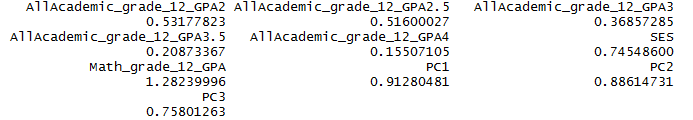 AllAcademic_grade_12_GPA2 AllAcademic_grade_12_GPA2.5 AllAcademic_grade_12_GPA3
0.53177823 0.51600027 0.36857285
AllAcademic_grade_12_GPA3.5 AllAcademic_grade_12_GPA4 SES
0.20873367 0.15507105 0.74548600
Math_grade_12_GPA PC1 PC2
1.28239996 0.91280481 0.88614731
PC3
0.75801263